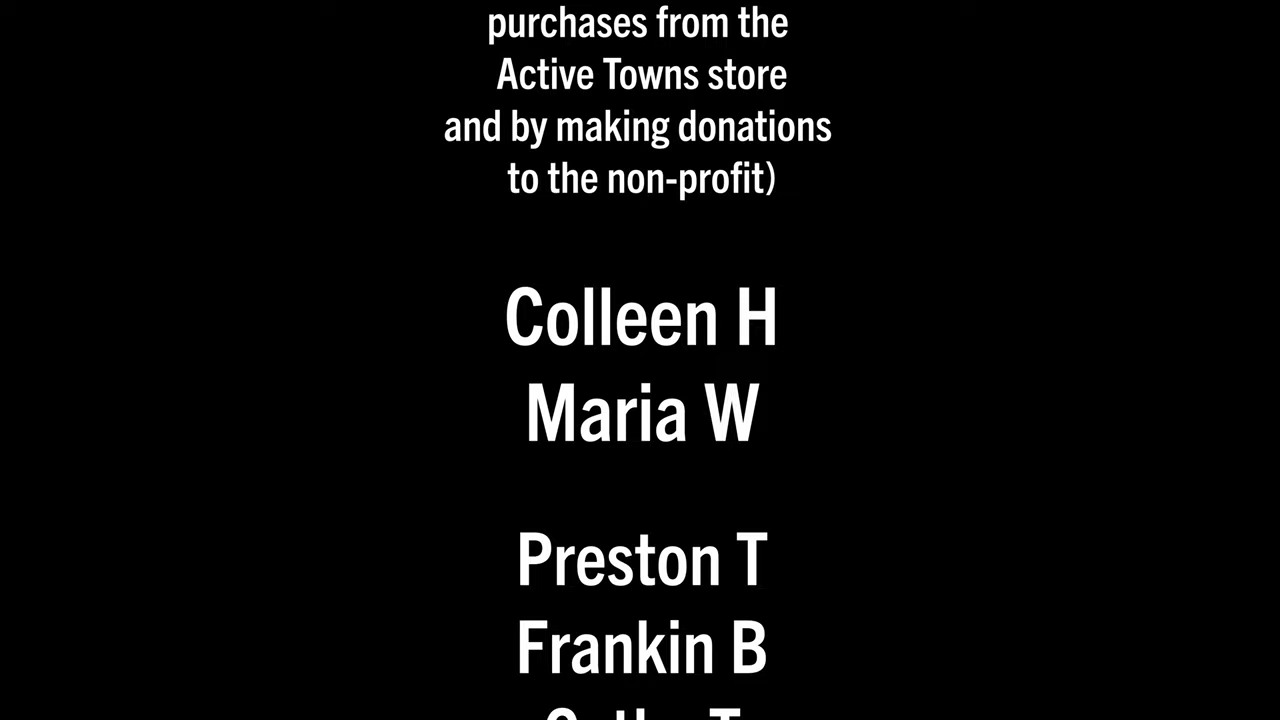 purchases from the
Active Towns store
and by making donations
to the non-profit)
Colleen H
Maria W
Preston T
Frankin B